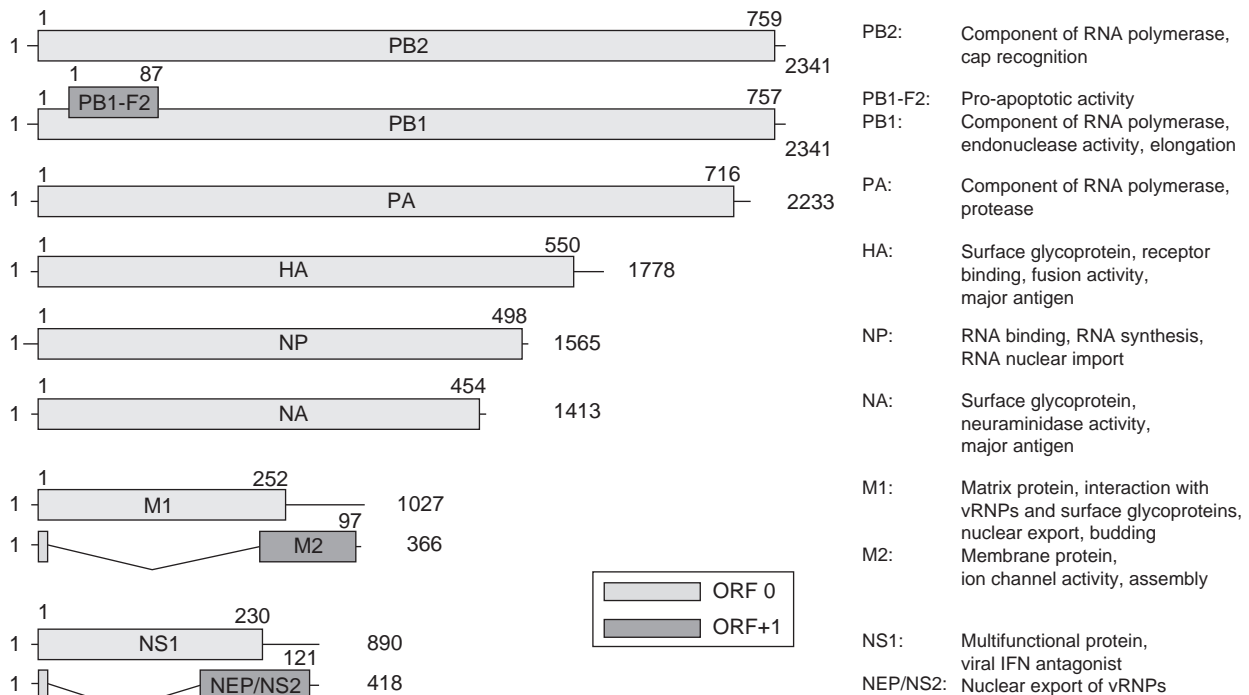 1 759
1 PB2
2341
1 87
PB1-F2
1 757
1 PB1
2341
1 716
1 PA 2233
1 550
1 HA 1778
1 498
1 NP 1565
1 454
1 NA 1413
1 252
1 M1 1027
97
1 M2 366
1 230
1 NS1 890
121
1 NEP/NS2 418
ORF 0
ORF+1
PB2: Component of RNA polymerase,
cap recognition
PB1-F2: Pro-apoptotic activity
PB1: Component of RNA polymerase,
endonuclease activity, elongation
PA: Component of RNA polymerase,
protease
HA: Surface glycoprotein, receptor
binding, fusion activity,
major antigen
NP: RNA binding, RNA synthesis,
RNA nuclear import
NA: Surface glycoprotein,
neuraminidase activity,
major antigen
M1: Matrix protein, interaction with
vRNPs and surface glycoproteins,
nuclear export, budding
M2: Membrane protein,
ion channel activity, assembly
NS1: Multifunctional protein,
viral IFN antagonist
NEP/NS2: Nuclear export of vRNPs